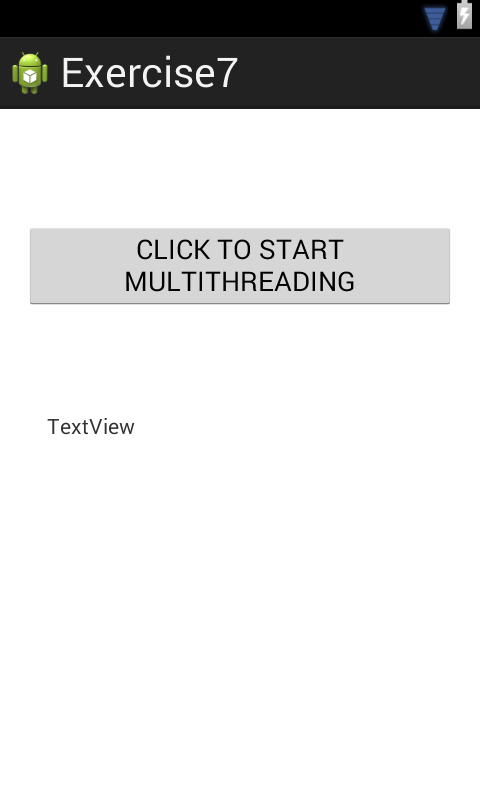 Exercise7
CLICK TO START
MULTITHREADING
TextView